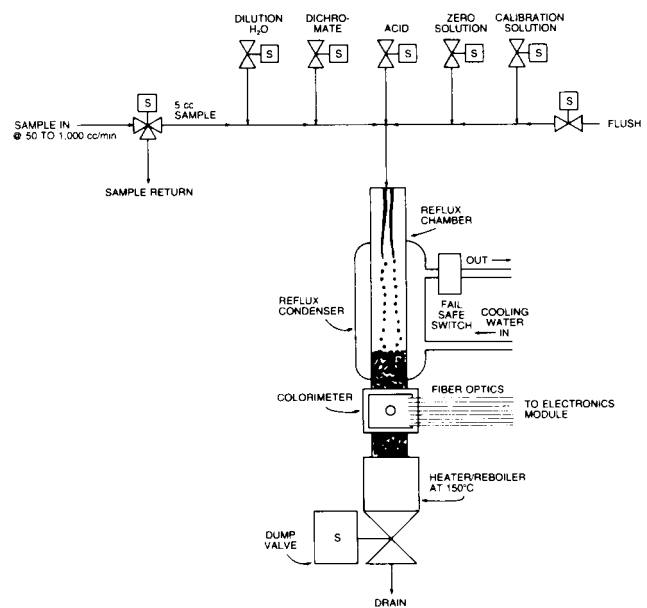 DILUTION
H₂O
DICHRO-
MATE
ACID
ZERO
SOLUTION
CALIBRATION
SOLUTION
S
S
S
S
S
S
S
5 cc
SAMPLE
SAMPLE IN
@ 50 TO 1,000 cc/min
FLUSH
SAMPLE RETURN
REFLUX
CHAMBER
OUT
REFLUX
CONDENSER
FAIL
SAFE
SWITCH
COOLING
WATER
IN
COLORIMETER
FIBER OPTICS
TO ELECTRONICS
MODULE
HEATER/REBOILER
AT 150°C
DUMP
VALVE
S
DRAIN